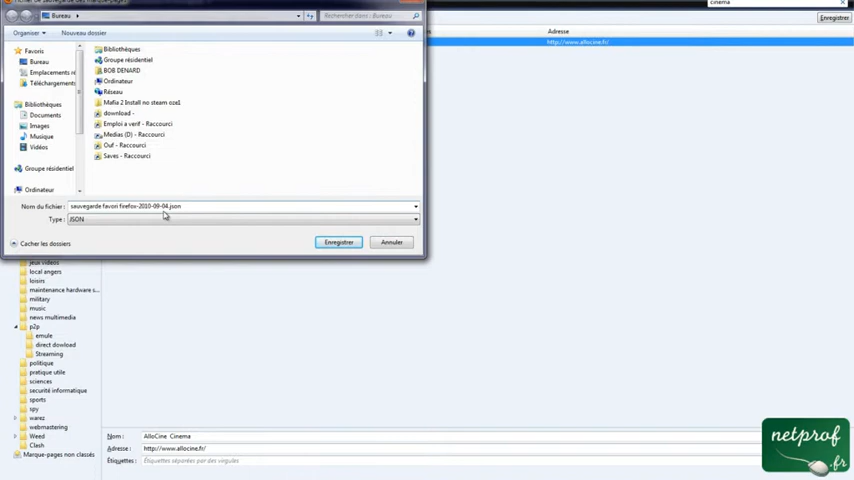 Fichier de sauvegarde des marque-pages
cinema
Bureau
Rechercher dans : Bureau
Enregistrer
Organiser
Nouveau dossier
Adresse
http://www.allocine.fr/
Favoris
Bureau
Emplacements ré
Téléchargements
Bibliothèques
Documents
Images
Musique
Vidéos
Groupe résidentiel
Ordinateur
Bibliothèques
Groupe résidentiel
BOB DENARD
Ordinateur
Réseau
Mafia 2 Install no steam
download -
Emploi a verif - Raccourci
Medias (D) - Raccourci
Ouf - Raccourci
Saves - Raccourci
Nom du fichier : sauvegarde favori firefox-2010-09-04.json
Type : JSON
Cacher les dossiers
Enregistrer
Annuler
jeux videos
local angers
loisirs
maintenance hardware s...
military
music
news multimedia
p2p
emule
direct dowload
Streaming
politique
pratique utile
sciences
securité informatique
sports
spy
warez
webmastering
Weed
Clash
Marque-pages non classés
Nom : AlloCine Cinema
Adresse : http://www.allocine.fr/
Étiquettes : Étiquettes séparées par des virgules
netprof
.fr